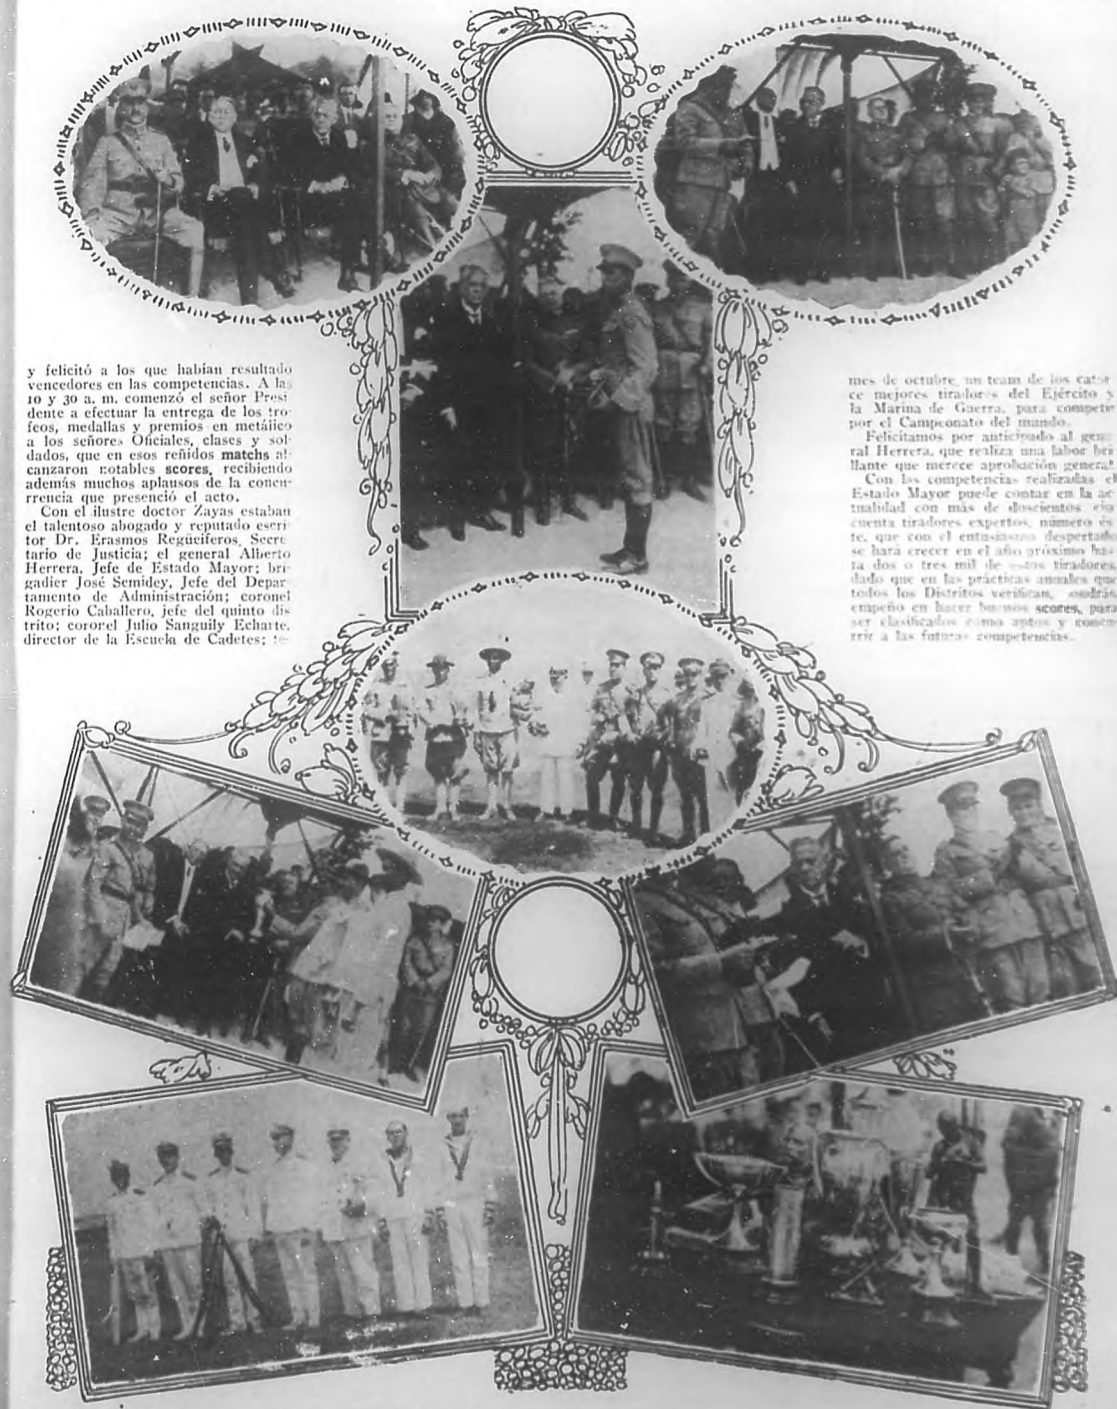 y felicitó a los que habían resultado
vencedores en las competencias. A las
10 y 30 a. m. comenzó el señor Presi
dente a efectuar la entrega de los tro
feos, medallas y premios en metálico
a los señores Oficiales, clases y sol
dados, que en esos reñidos matchs al
canzaron notables scores, recibiendo
además muchos aplausos de la concu
rrencia que presenció el acto.
Con el ilustre doctor Zayas estaban
el talentoso abogado y reputado escri
tor Dr. Erasmos Regüeiferos, Secre
tario de Justicia; el general Alberto
Herrera, Jefe de Estado Mayor; bri
gadier José Semidey, Jefe del Depar
tamento de Administración; coronel
Rogerio Caballero, jefe del quinto dis
trito; coronel Julio Sanguily Echarte,
director de la Escuela de Cadetes; te-
mes de octubre, un team de los cator
ce mejores tiradores del Ejército y
la Marina de Guerra, para competir
por el Campeonato del mundo.
Felicitamos por anticipado al gene
ral Herrera, que realiza una labor bri
llante que merece aprobación general.
Con las competencias realizadas el
Estado Mayor puede contar en la ac
tualidad con más de doscientos cin
cuenta tiradores expertos, número és
te, que con el entusiasmo despertado
se hará crecer en el año próximo has
ta dos o tres mil de estos tiradores,
dado que en las prácticas anuales que
todos los Distritos verifican, pondrán
empeño en hacer buenos scores, para
ser clasificados como aptos y concu
rrir a las futuras competencias.